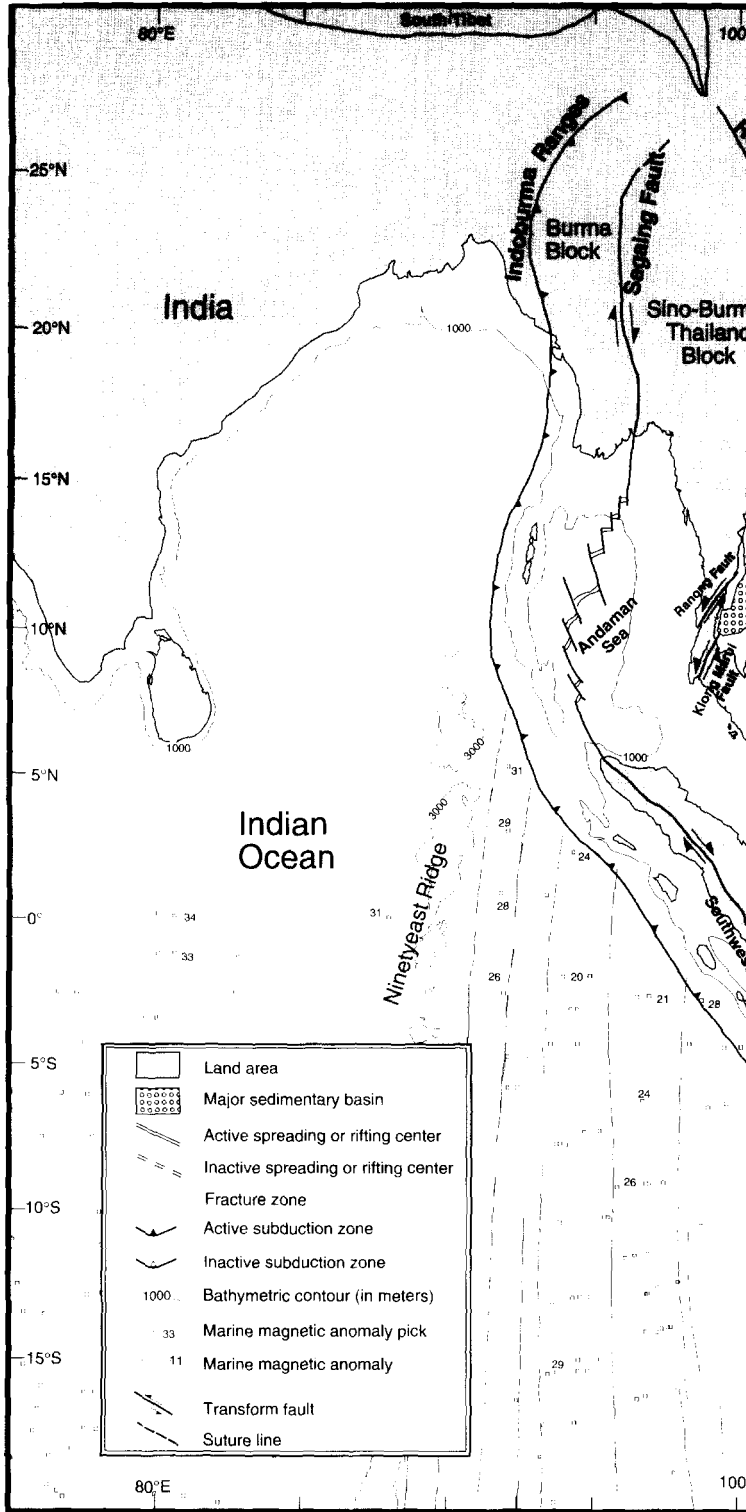 South Tibet
80°E
100
25°N
Indoburma Ranges
Sagaing Fault
Burma
Block
India
20°N
1000
Sino-Burm
Thailand
Block
15°N
Ranong Fault
10°N
Andaman
Sea
Klong Marui
Fault
1000
3000
1000
5°N
31
3000
29
Indian
Ocean
24
Ninetyeast Ridge
28
Southwes
0°
34
31
33
26
20
21
28
5°S
Land area
Major sedimentary basin
24
Active spreading or rifting center
Inactive spreading or rifting center
26
Fracture zone
10°S
Active subduction zone
Inactive subduction zone
1000 Bathymetric contour (in meters)
33 Marine magnetic anomaly pick
15°S
11 Marine magnetic anomaly
29
Transform fault
Suture line
80°E
100